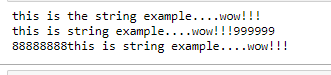 this is the string example....wow!!!
this is string example....wow!!!999999
88888888this is string example....wow!!!